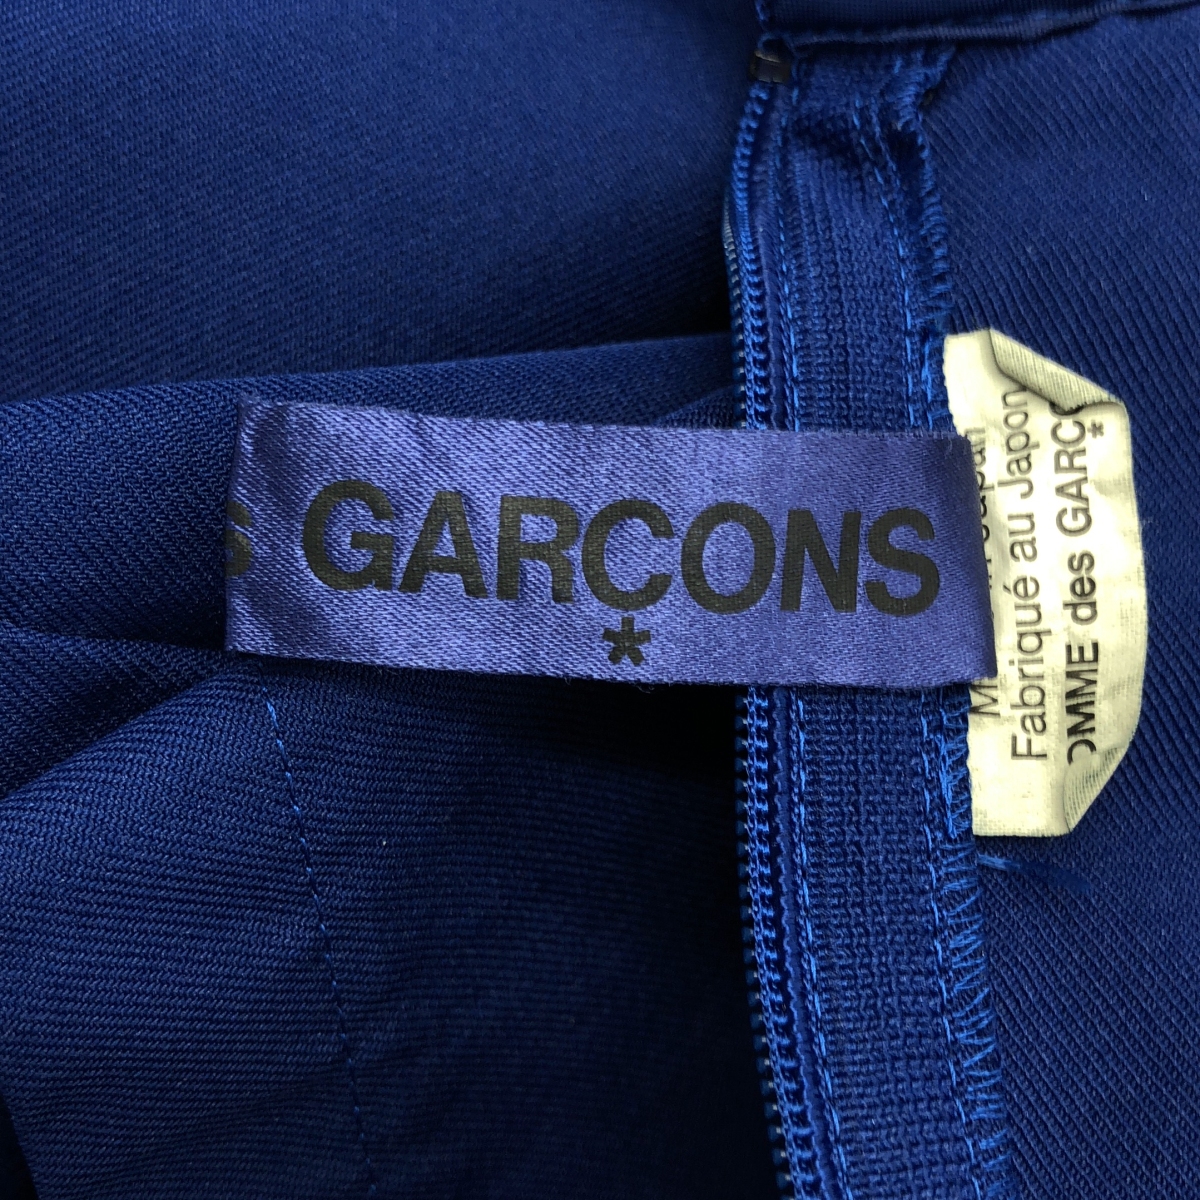 S GARÇONS
Fabriqué au Japon
OMME des GARÇ